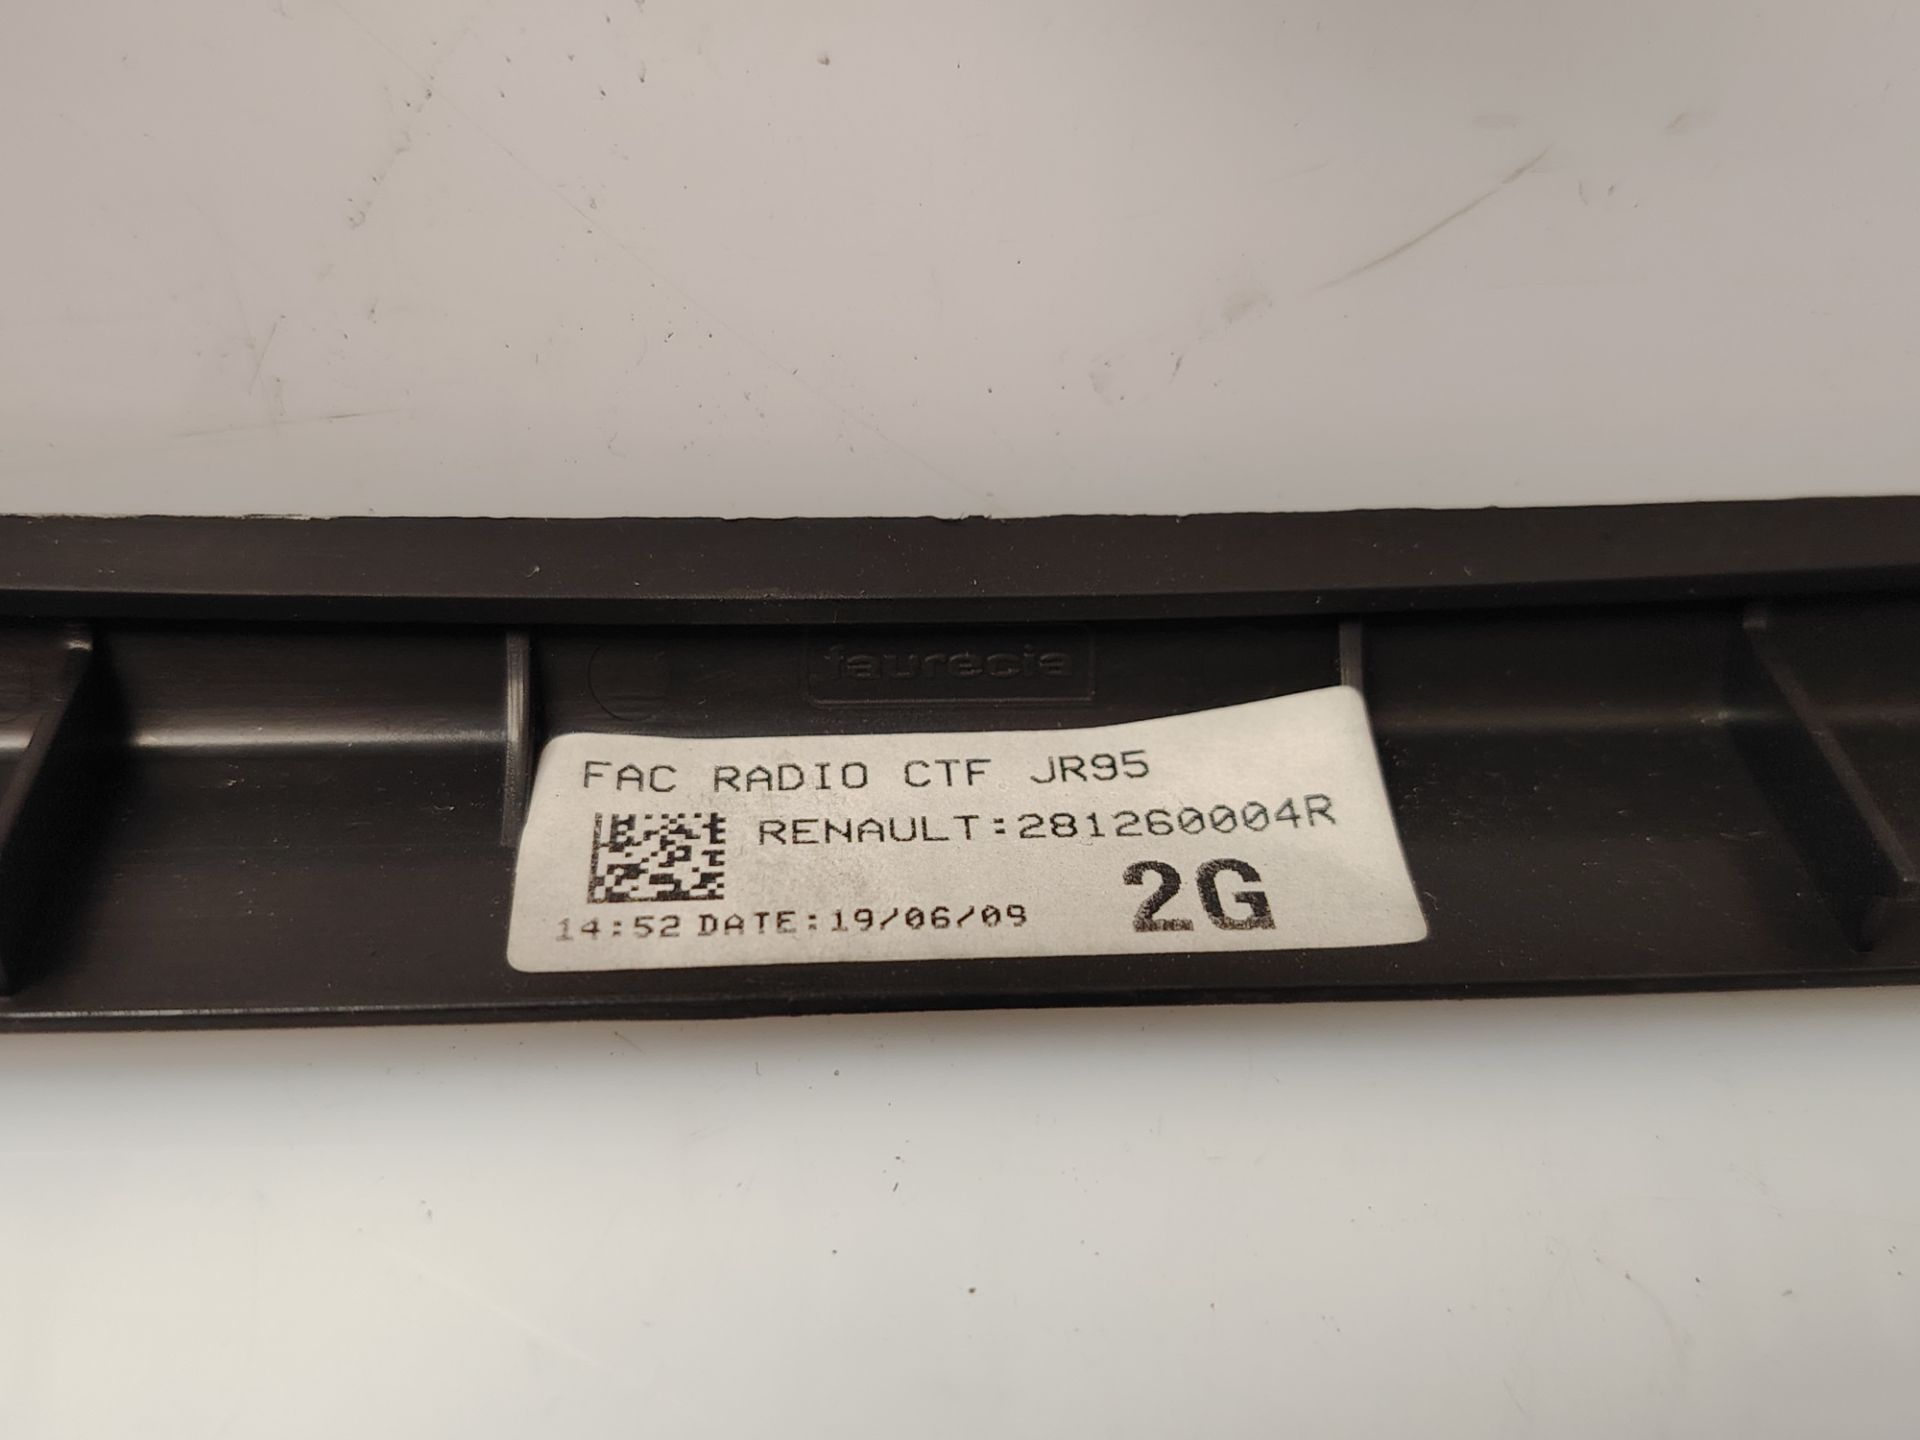 faurecia
FAC RADIO CTF JR95
RENAULT:281260004R
2G
14:52 DATE:19/06/09